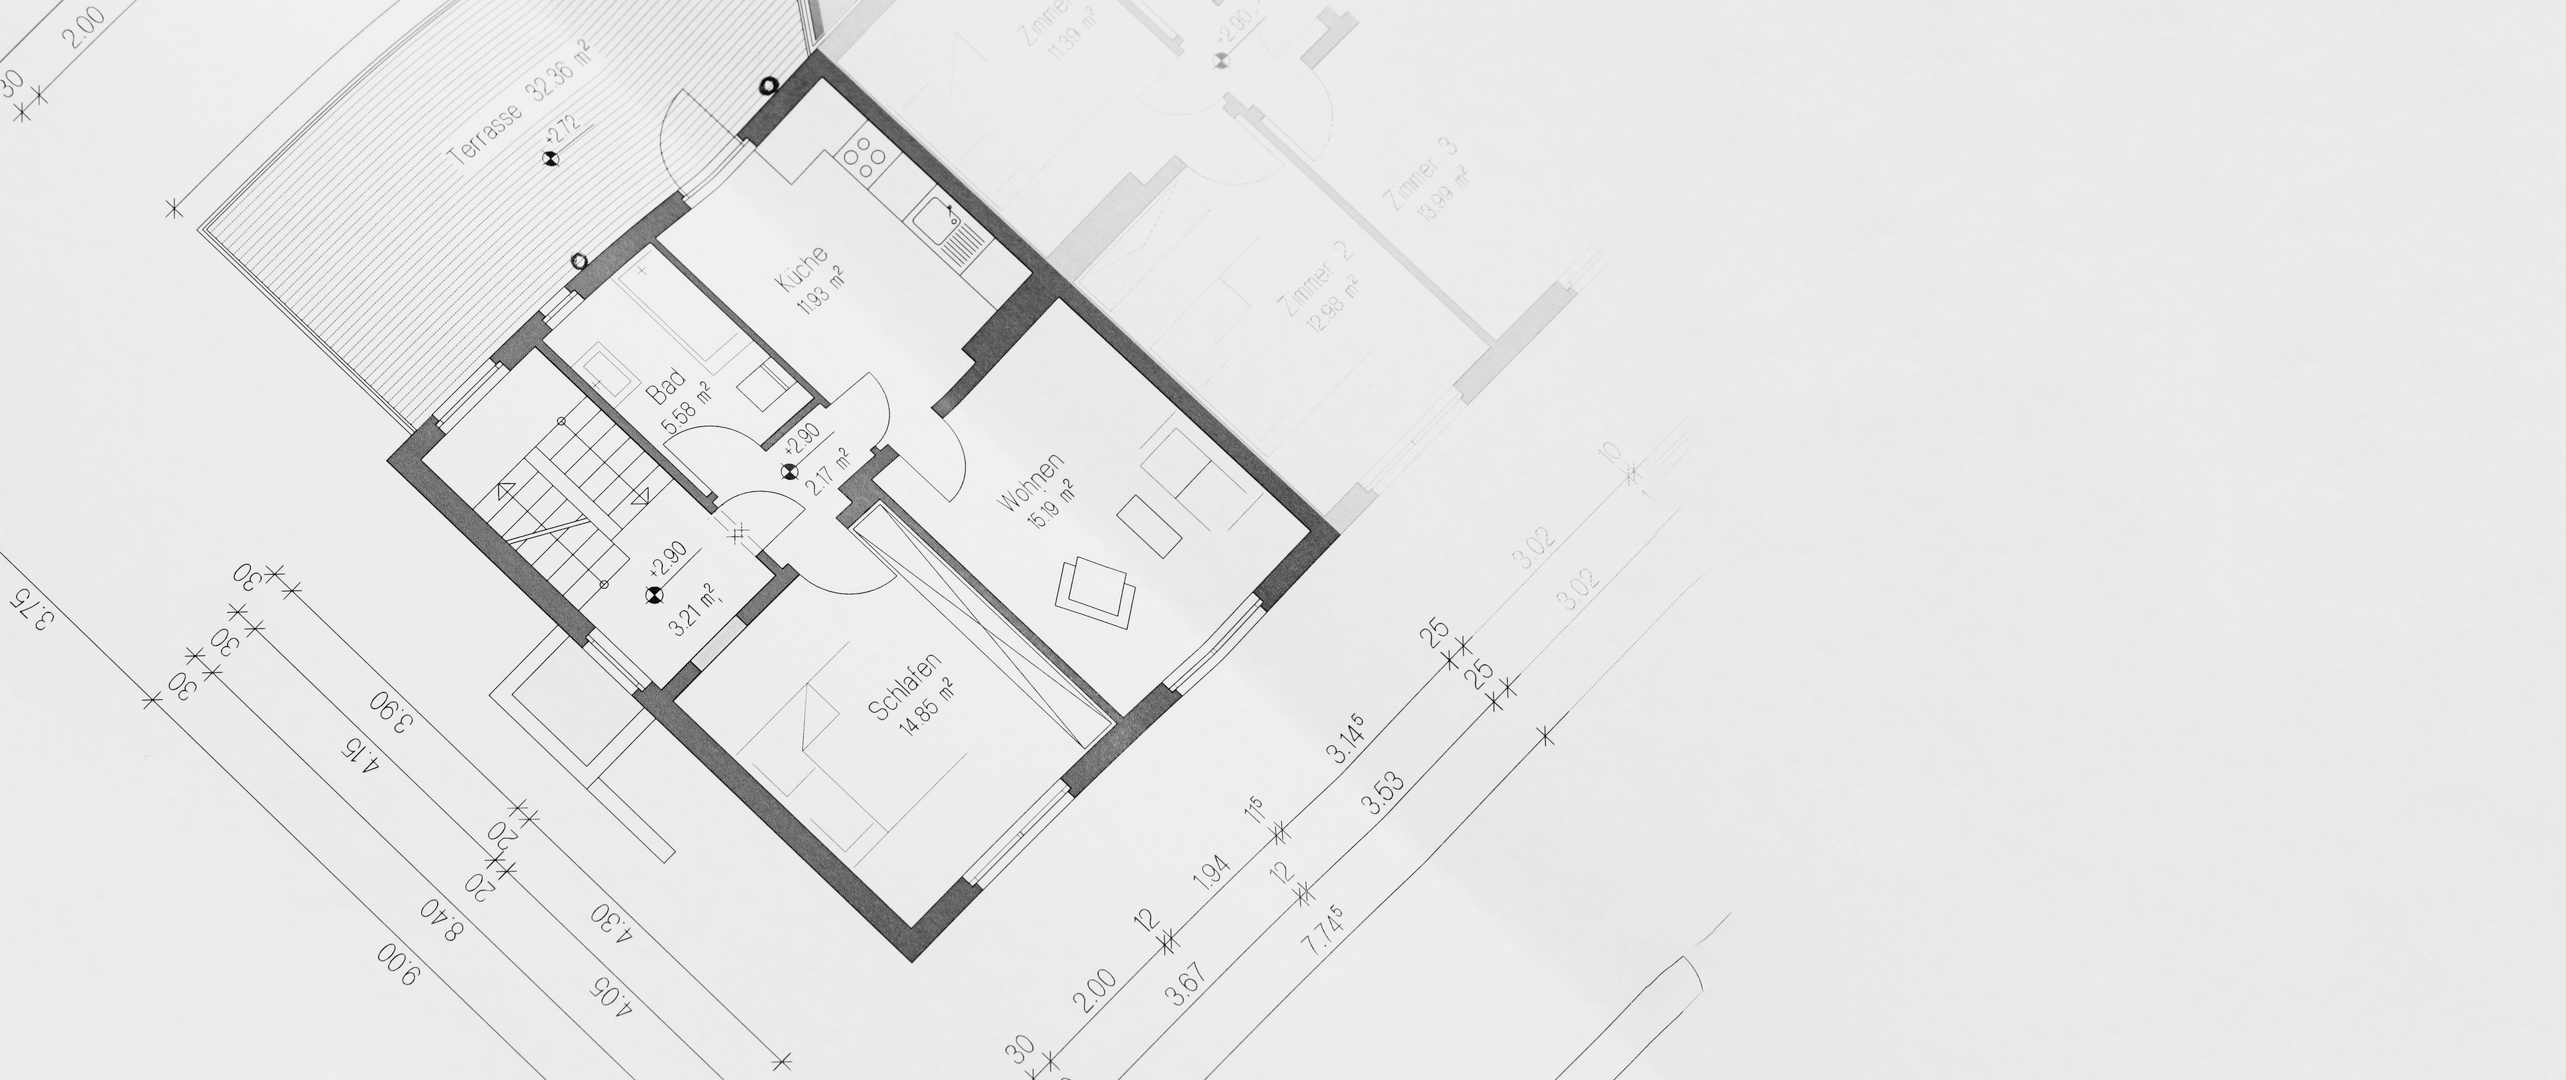 2.00
30
Terrasse 32.36 m²
+2.72
Zimmer
11.39 m²
+2.90
Zimmer 3
13.99 m²
Zimmer 2
12.98 m²
Küche
11.93 m²
Bad
5.58 m²
+2.90
2.17 m²
Wohnen
15.19 m²
+2.90
3.21 m²
Schlafen
14.85 m²
3.75
30
30
30
3.90
4.15
20
20
8.40
9.00
4.30
4.05
10
1
3.02
3.02
25
25
3.14⁵
3.53
11⁵
1.94
12
12
7.74⁵
2.00
3.67
30